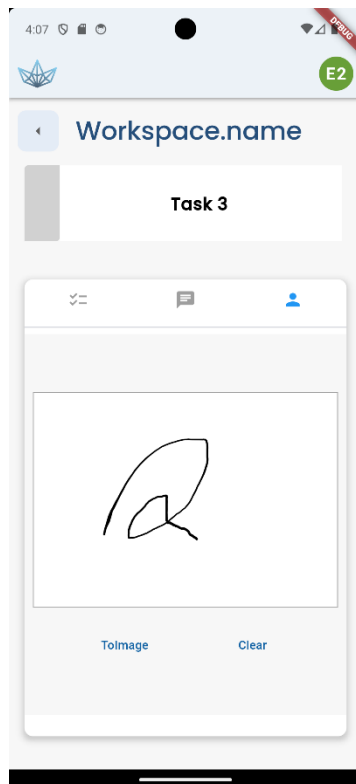 4:07
DEBUG
E2
Workspace.name
Task 3
ToImage Clear